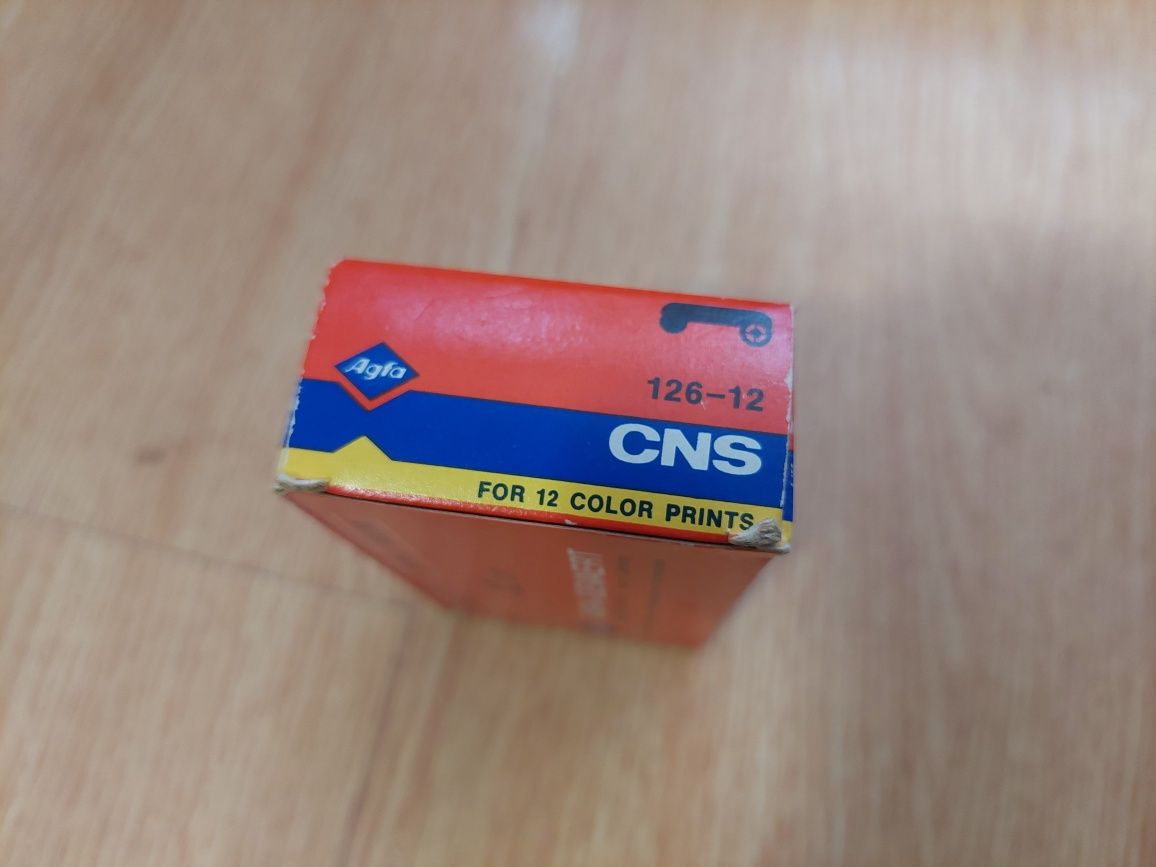 Agfa
126-12
CNS
FOR 12 COLOR PRINTS